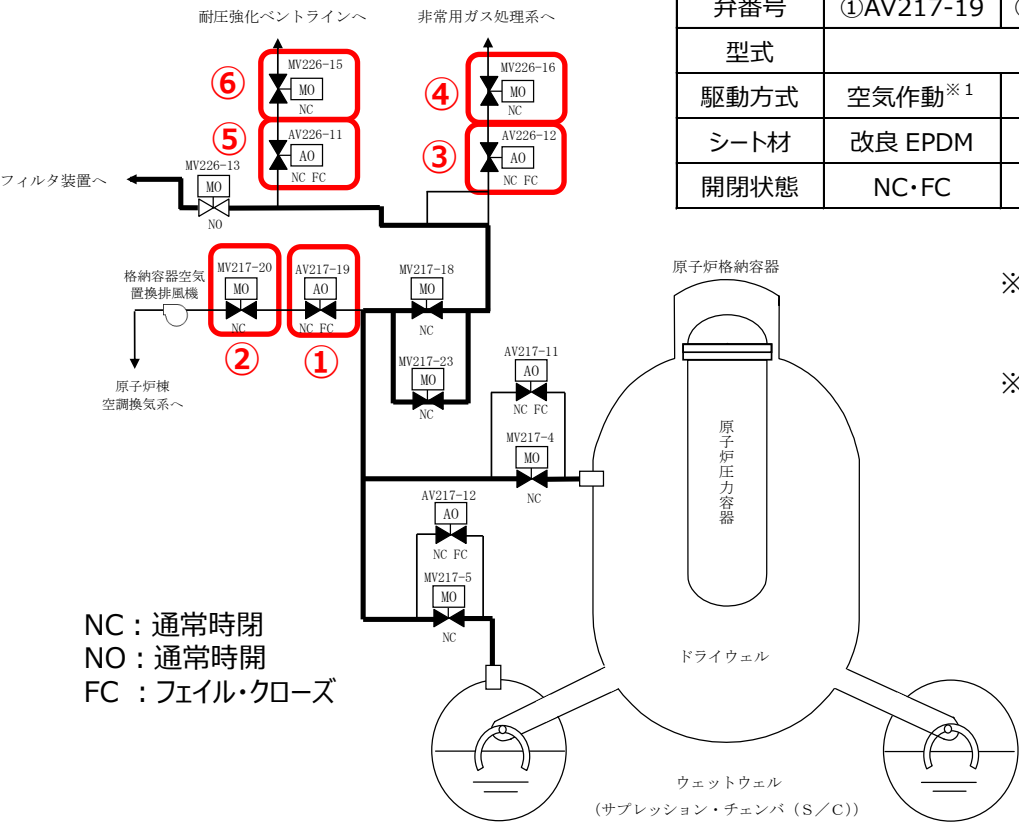 耐圧強化ベントラインへ
非常用ガス処理系へ
弁番号
①AV217-19
型式
駆動方式
空気作動※1
シート材
改良 EPDM
開閉状態
NC・FC
⑥
MV226-15
MO
NC
④
MV226-16
MO
NC
⑤
AV226-11
AO
NC FC
③
AV226-12
AO
NC FC
MV226-13
MO
NO
フィルタ装置へ
格納容器空気
置換排風機
MV217-20
MO
NC
②
AV217-19
AO
NC FC
①
MV217-18
MO
NC
MV217-23
MO
NC
原子炉棟
空調換気系へ
AV217-11
AO
NC FC
MV217-4
MO
NC
AV217-12
AO
NC FC
MV217-5
MO
NC
原子炉格納容器
原子炉圧力容器
ドライウェル
ウェットウェル
(サプレッション・チェンバ(S/C))
NC:通常時閉
NO:通常時開
FC :フェイル・クローズ
※
※